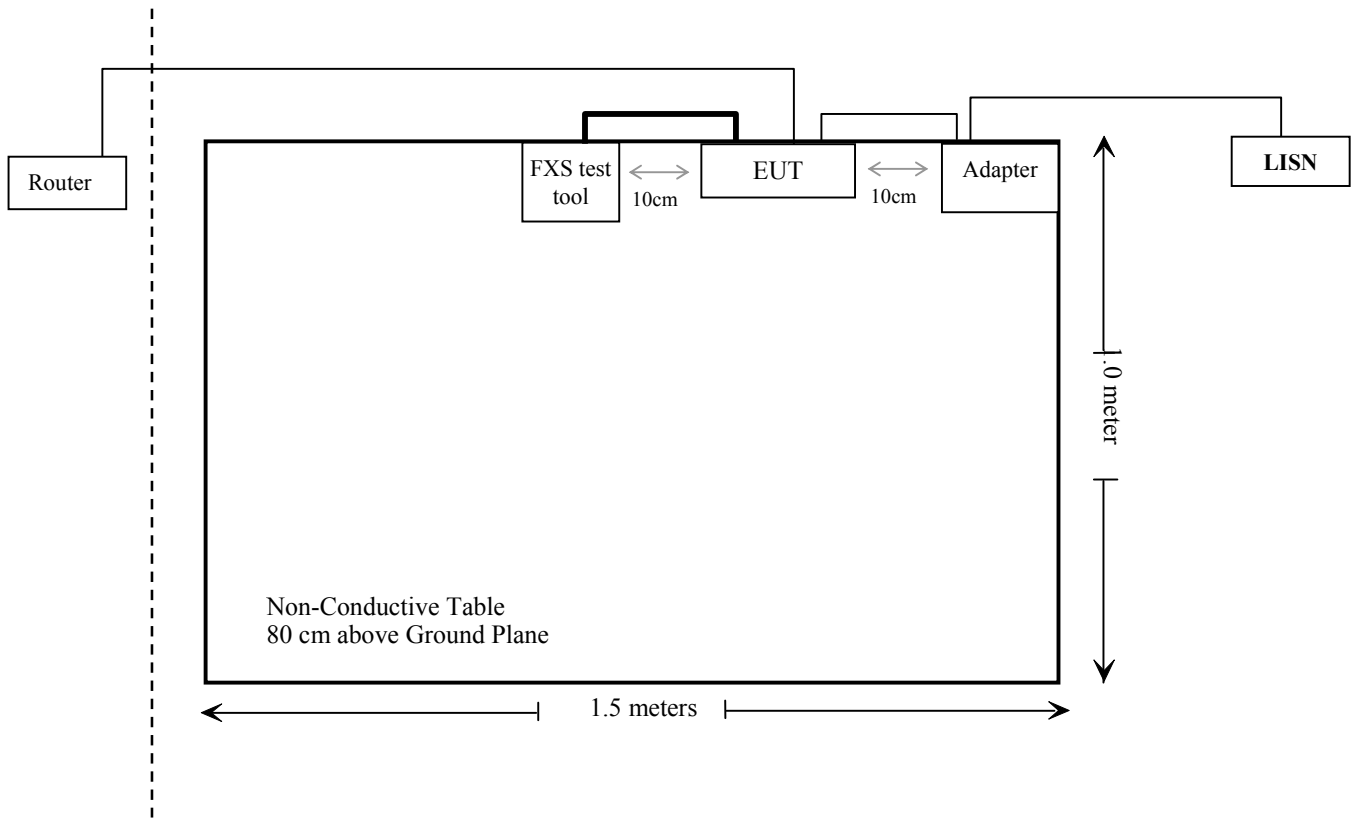 Router
FXS test
tool
10cm
EUT
10cm
Adapter
LISN
1.0 meter
Non-Conductive Table
80 cm above Ground Plane
1.5 meters